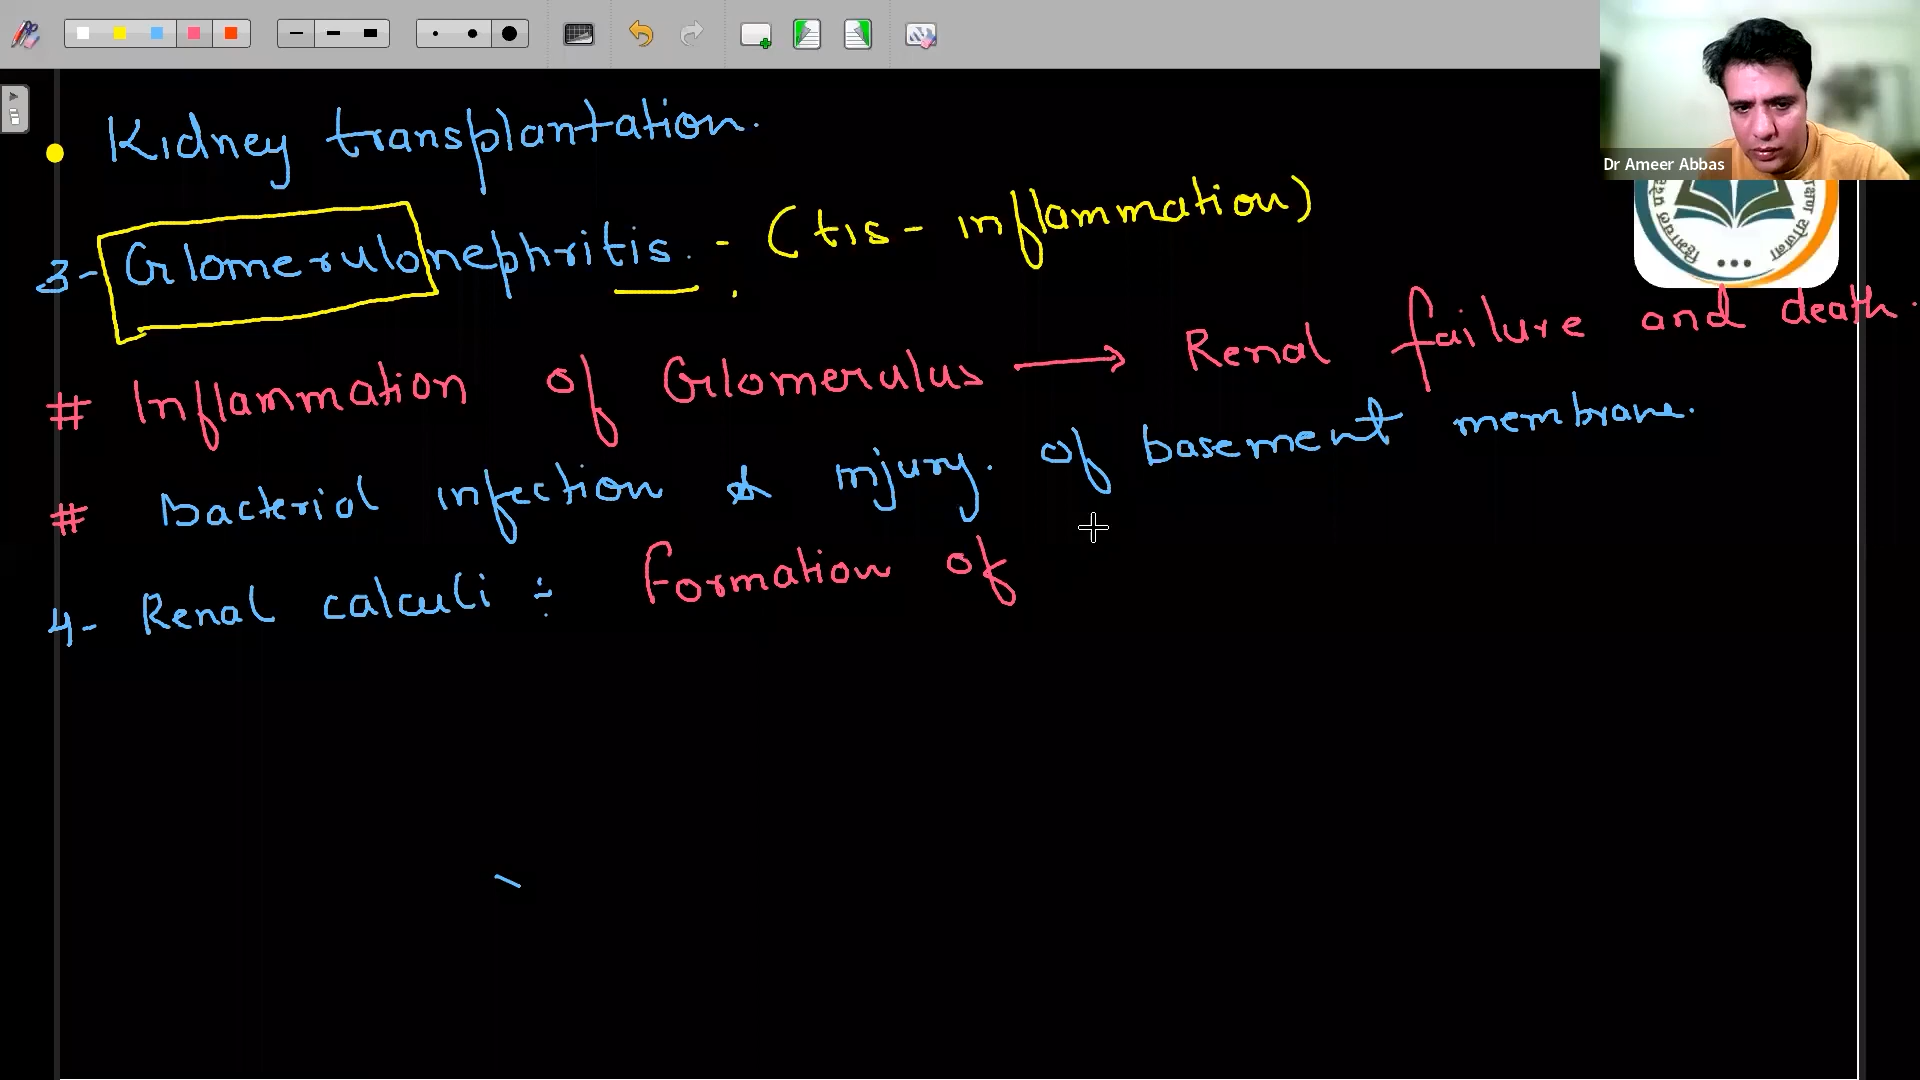 Dr Ameer Abbas
• Kidney transplantation.
3- Glomerulonephritis. - (tis - inflammation)
# Inflammation of Glomerulus → Renal failure and death.
# Bacterial infection & injury. of basement membrane.
4- Renal calculi ÷ Formation of